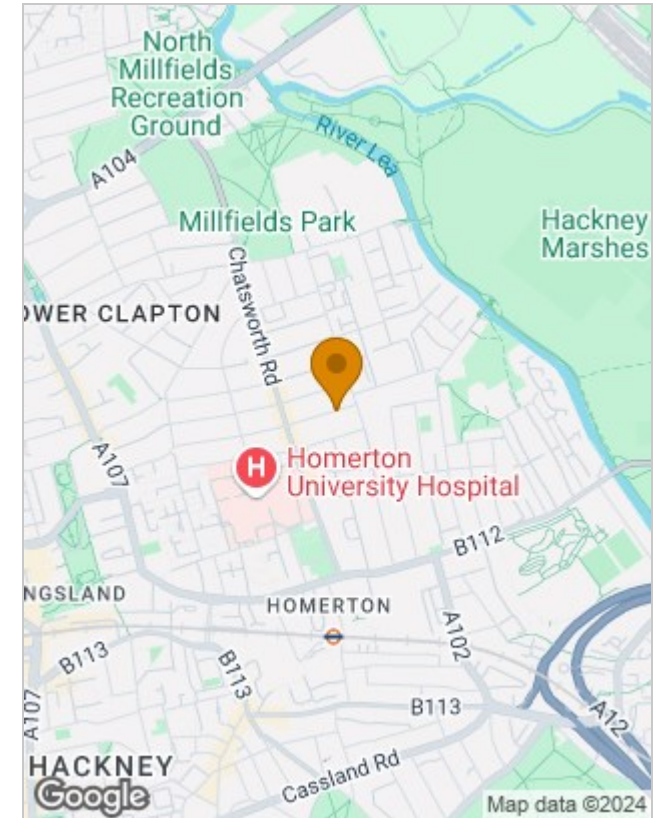 North
Millfields
Recreation
Ground
A104
River Lea
Millfields Park
Hackney
Marshes
OWER CLAPTON
Chatsworth Rd
A107
H
Homerton
University Hospital
B112
NGSLAND
HOMERTON
A102
B113
B113
B113
A107
A12
HACKNEY
Cassland Rd
Google
Map data ©2024